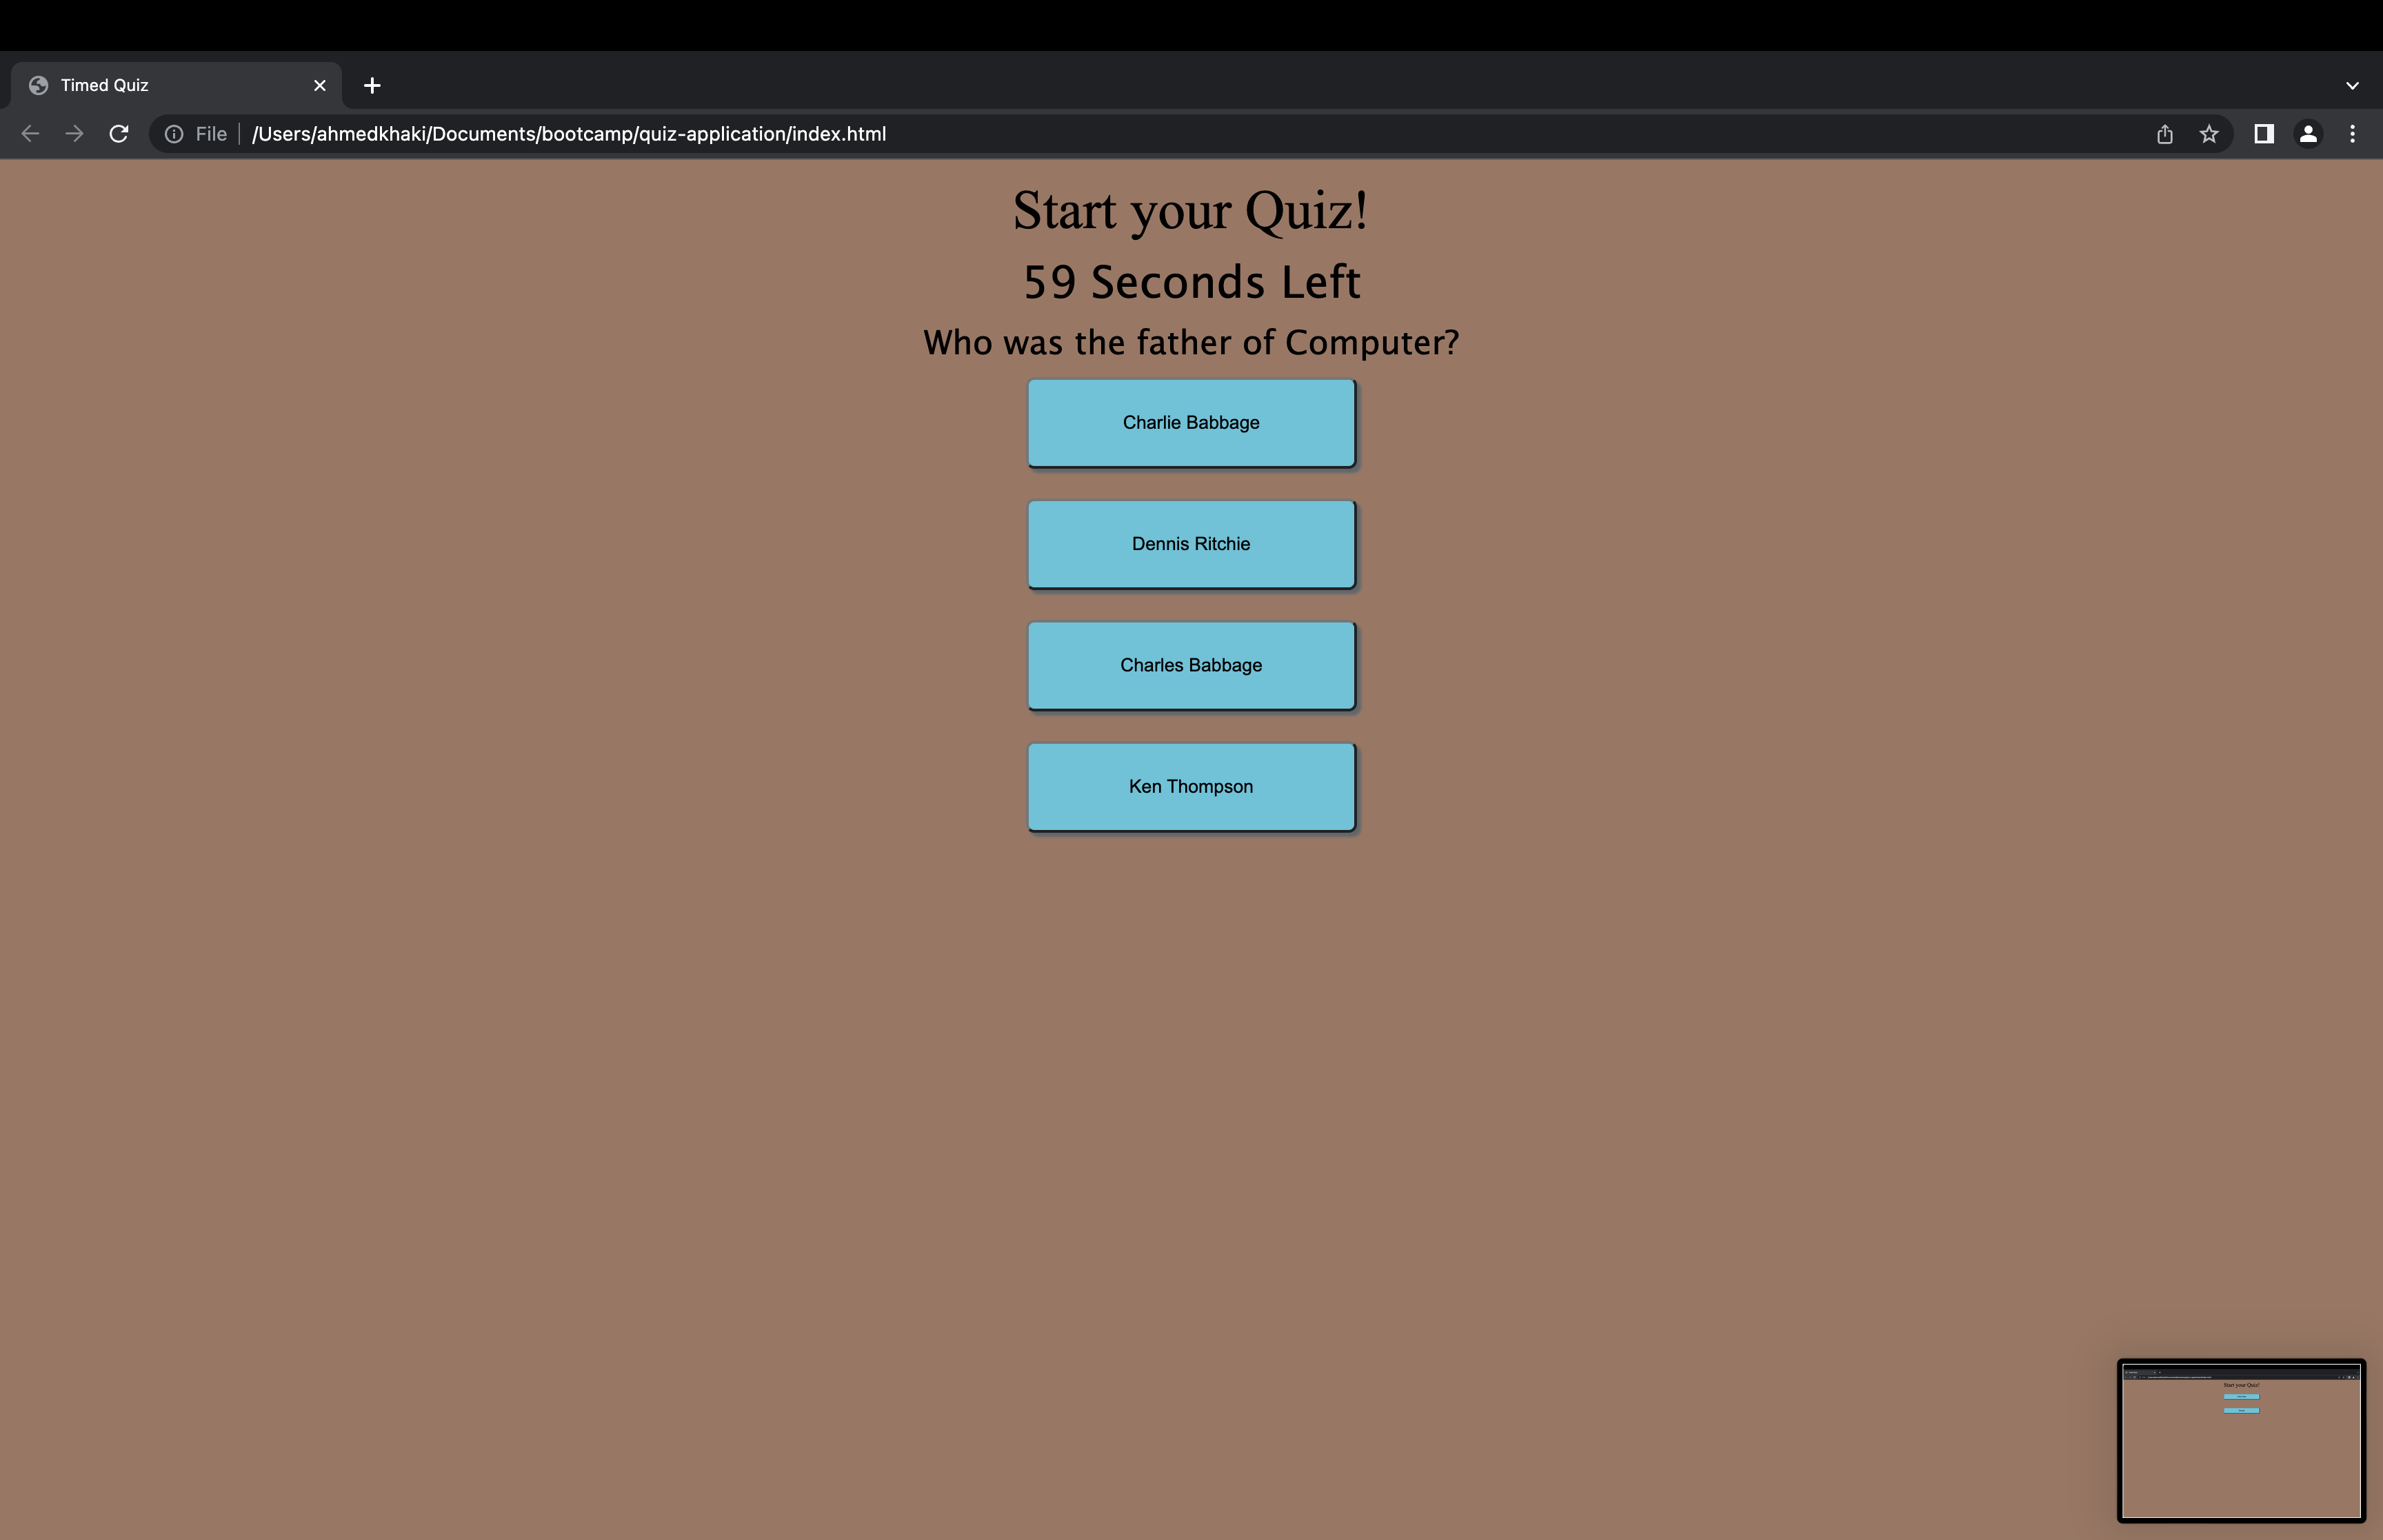 Timed Quiz
File /Users/ahmedkhaki/Documents/bootcamp/quiz-application/index.html
Start your Quiz!
59 Seconds Left
Who was the father of Computer?
Charlie Babbage
Dennis Ritchie
Charles Babbage
Ken Thompson
Start your Quiz!